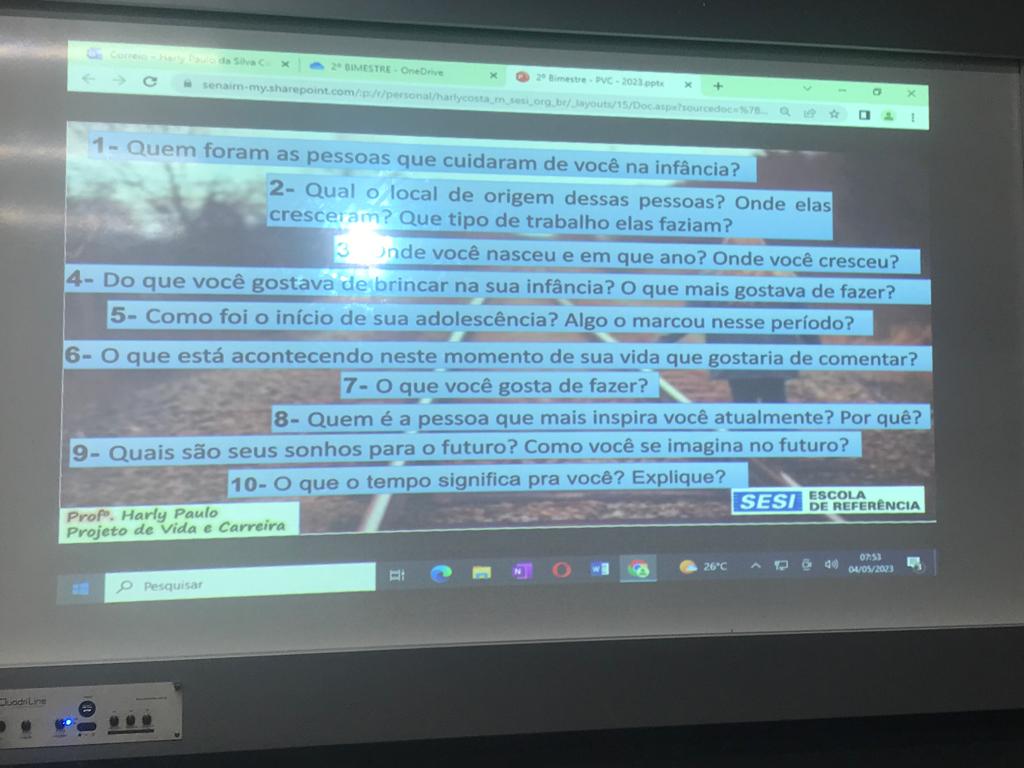 Correio - Harly Paulo da Silva C
2º BIMESTRE - OneDrive
2º Bimestre - PVC - 2023.pptx
senairn-my.sharepoint.com/:p:/r/personal/harlycosta_rn_sesi_org_br/_layouts/15/Doc.aspx?sourcedoc=%7B...
1- Quem foram as pessoas que cuidaram de você na infância?
2- Qual o local de origem dessas pessoas? Onde elas
cresceram? Que tipo de trabalho elas faziam?
3 Onde você nasceu e em que ano? Onde você cresceu?
4- Do que você gostava de brincar na sua infância? O que mais gostava de fazer?
5- Como foi o início de sua adolescência? Algo o marcou nesse período?
6- O que está acontecendo neste momento de sua vida que gostaria de comentar?
7- O que você gosta de fazer?
8- Quem é a pessoa que mais inspira você atualmente? Por quê?
9- Quais são seus sonhos para o futuro? Como você se imagina no futuro?
10- O que o tempo significa pra você? Explique?
Profº. Harly Paulo
Projeto de Vida e Carreira
SESI ESCOLA
DE REFERÊNCIA
Pesquisar
26°C
07:53
04/05/2023
QuadriLine